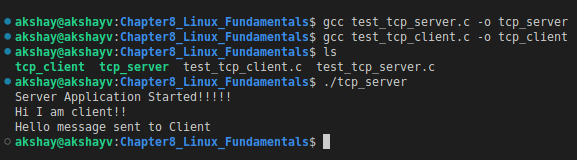 akshay@akshayv:Chapter8_Linux_Fundamentals$ gcc test_tcp_server.c -o tcp_server
akshay@akshayv:Chapter8_Linux_Fundamentals$ gcc test_tcp_client.c -o tcp_client
akshay@akshayv:Chapter8_Linux_Fundamentals$ ls
tcp_client  tcp_server  test_tcp_client.c  test_tcp_server.c
akshay@akshayv:Chapter8_Linux_Fundamentals$ ./tcp_server
Server Application Started!!!!!
Hi I am client!!
Hello message sent to Client
akshay@akshayv:Chapter8_Linux_Fundamentals$